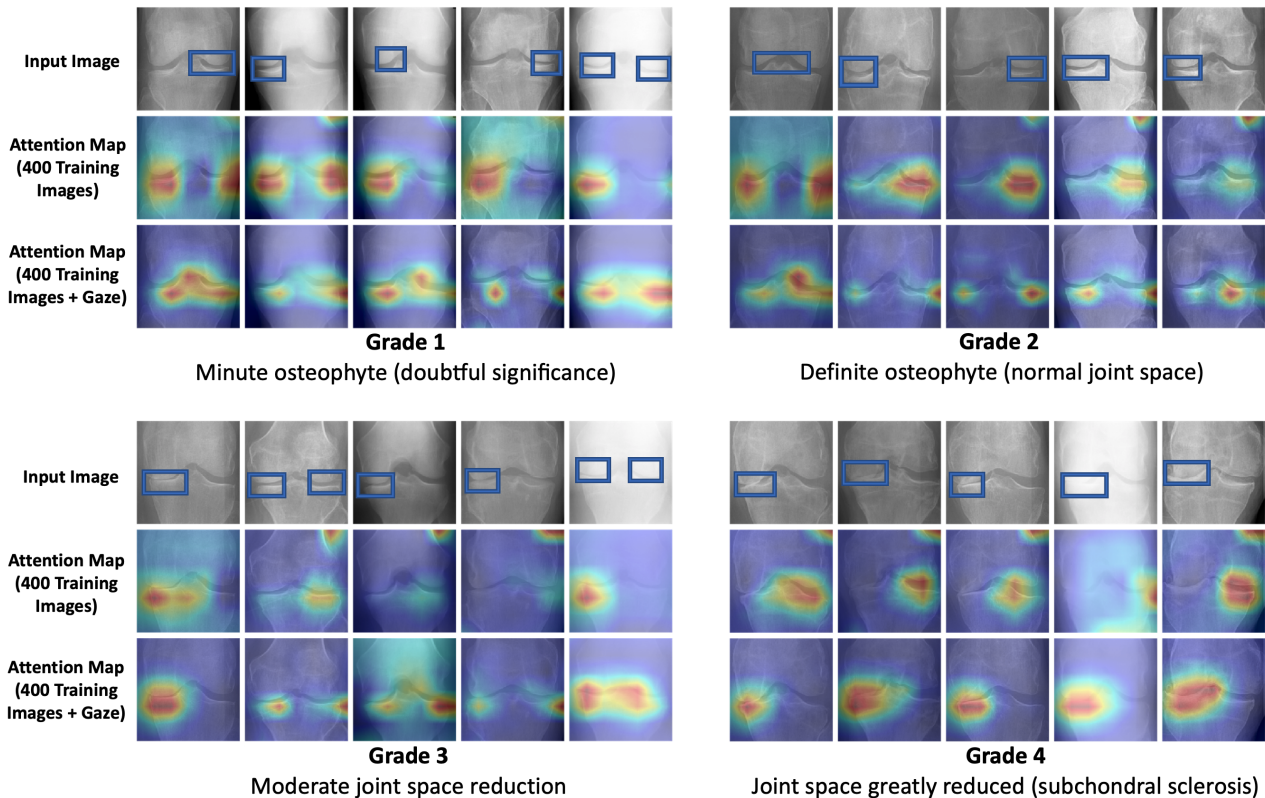 Input Image
Attention Map
(400 Training
Images)
Attention Map
(400 Training
Images + Gaze)
Grade 1
Minute osteophyte (doubtful significance)
Grade 2
Definite osteophyte (normal joint space)
Input Image
Attention Map
(400 Training
Images)
Attention Map
(400 Training
Images + Gaze)
Grade 3
Moderate joint space reduction
Grade 4
Joint space greatly reduced (subchondral sclerosis)